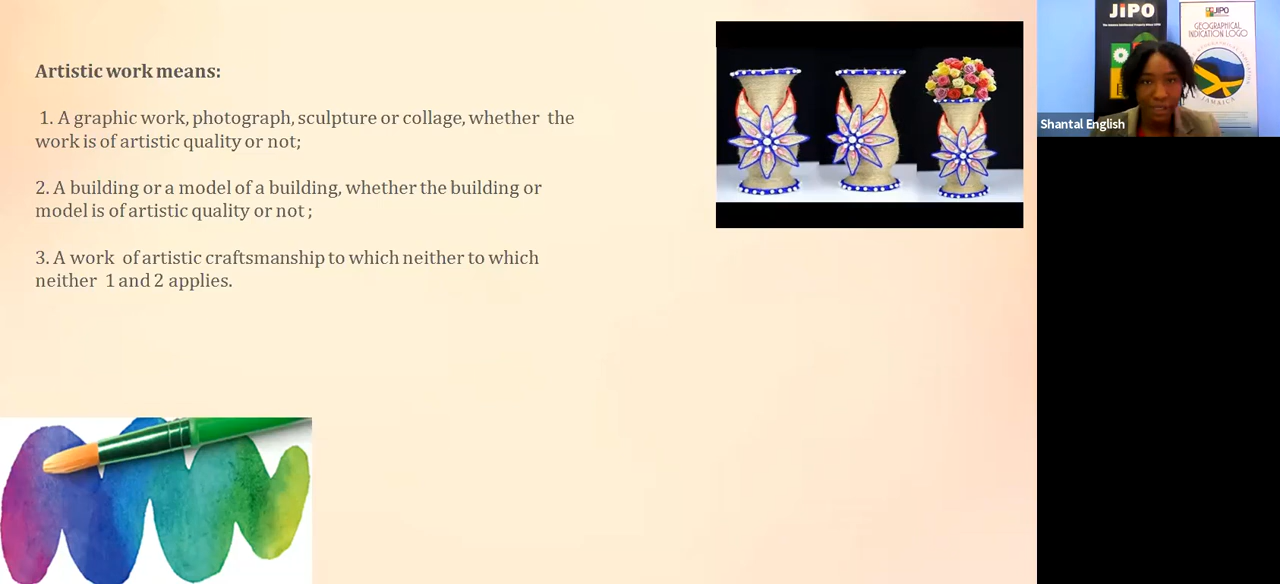 Artistic work means:
1. A graphic work, photograph, sculpture or collage, whether the
work is of artistic quality or not;
2. A building or a model of a building, whether the building or
model is of artistic quality or not ;
3. A work of artistic craftsmanship to which neither to which
neither 1 and 2 applies.
JIPO
JIPO
GEOGRAPHICAL
INDICATION LOGO
JAMAICA
Shantal English